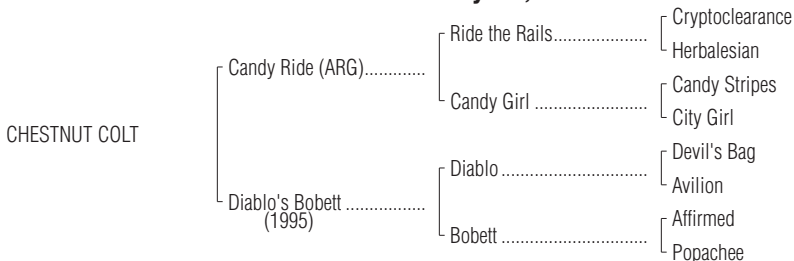 Cryptoclearance
Ride the Rails....................
Herbalesian
Candy Ride (ARG).............
Candy Stripes
Candy Girl ........................
City Girl
CHESTNUT COLT
Devil's Bag
Diablo ...............................
Avilion
Diablo's Bobett .................
(1995)
Affirmed
Bobett ...............................
Popachee